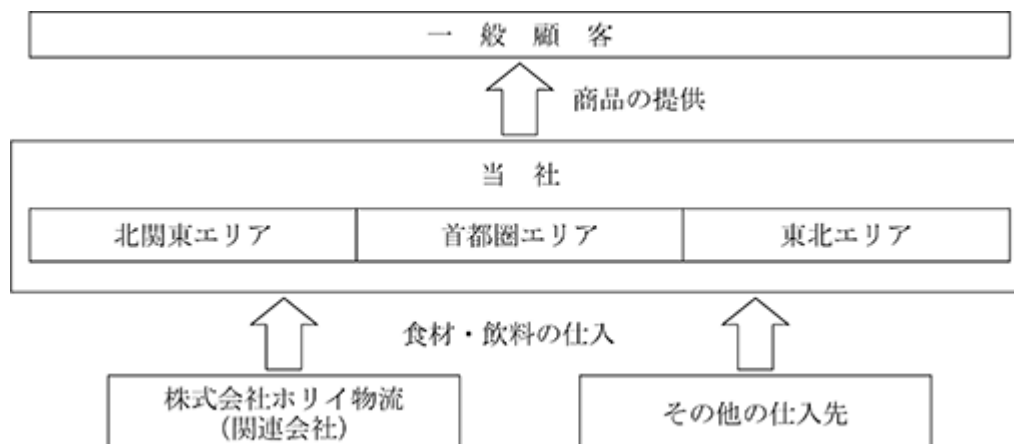 一般顧客
商品の提供
当社
北関東エリア
首都圏エリア
東北エリア
食材・飲料の仕入
株式会社ホリイ物流
(関連会社)
その他の仕入先